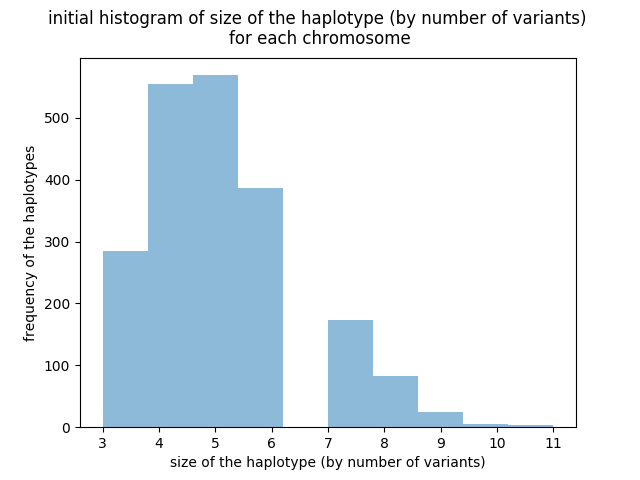 initial histogram of size of the haplotype (by number of variants)
for each chromosome
frequency of the haplotypes
500
400
300
200
100
0
3 4 5 6 7 8 9 10 11
size of the haplotype (by number of variants)